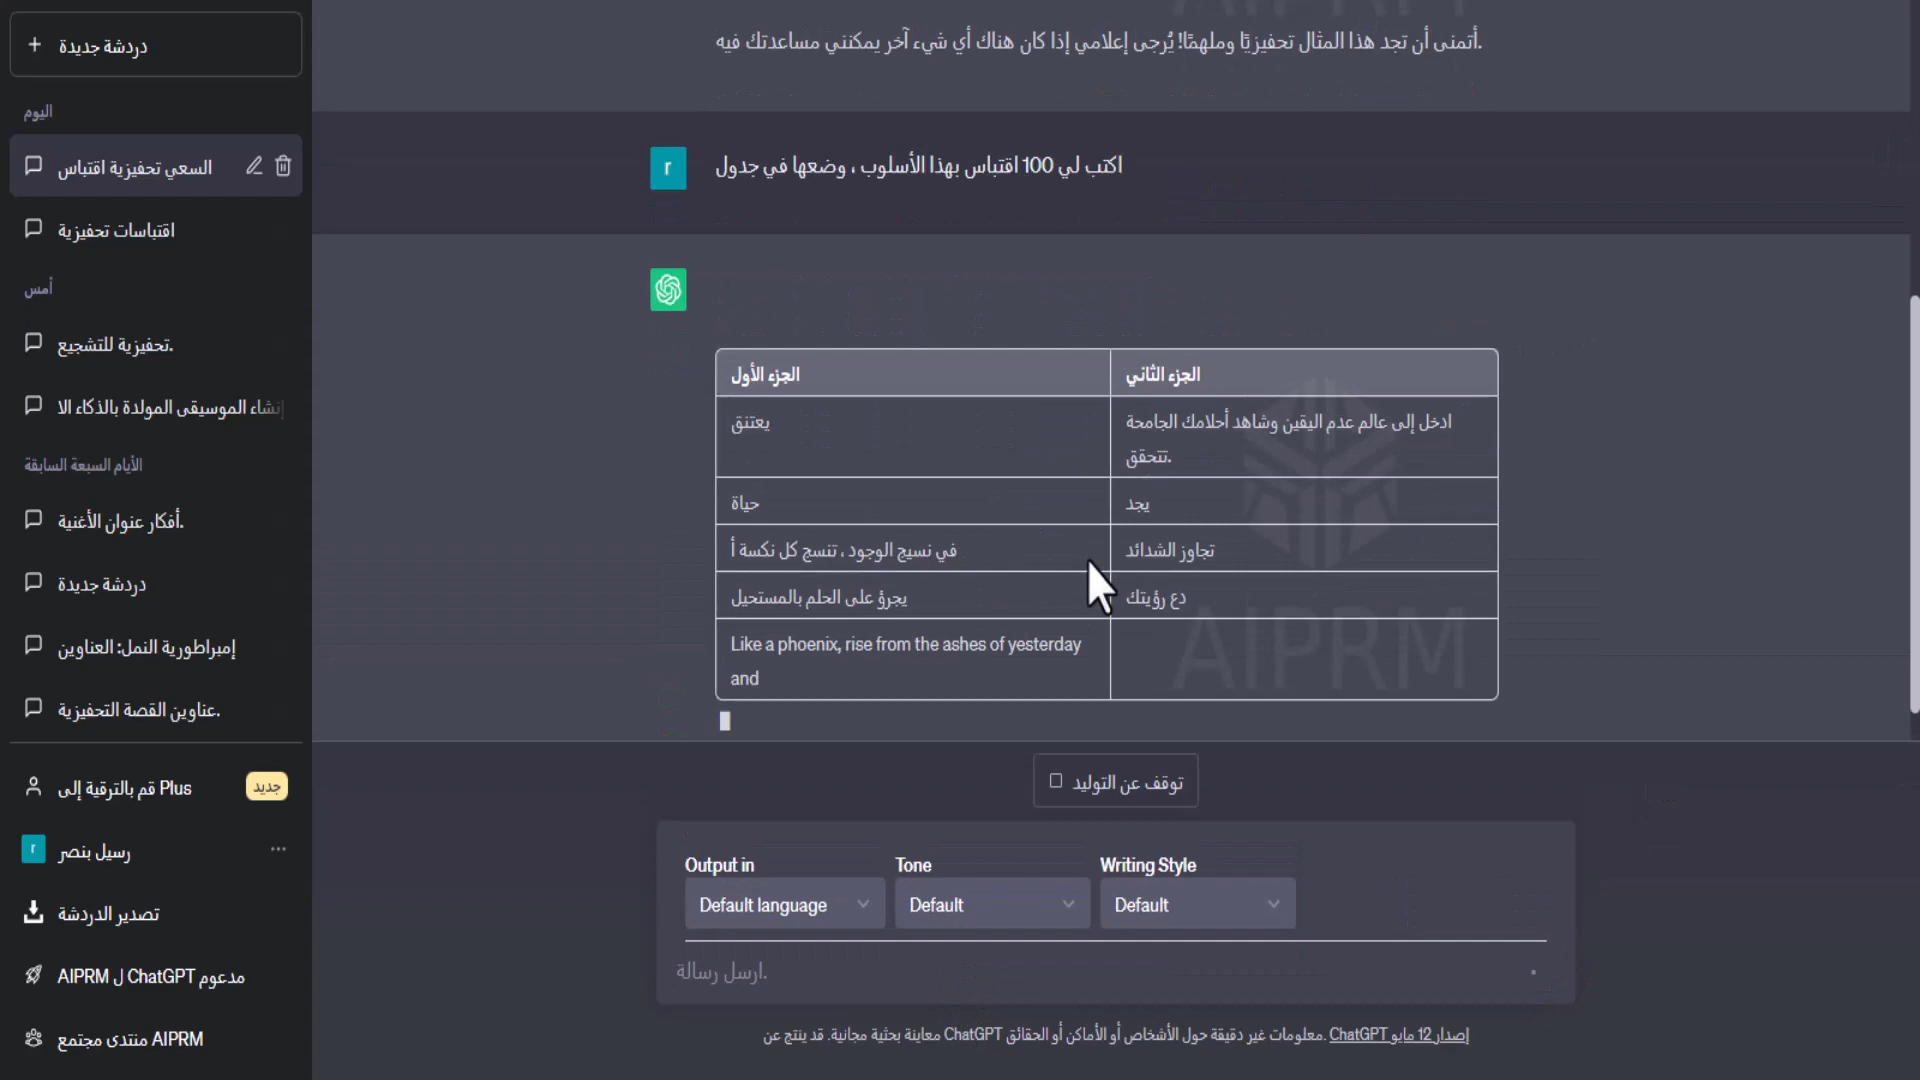 دردشة جديدة
اليوم
السعي تحفيزية اقتباس
اقتباسات تحفيزية
أمس
تحفيزية للتشجيع.
إنشاء الموسيقى المولدة بالذكاء الا
الأيام السبعة السابقة
أفكار عنوان الأغنية.
دردشة جديدة
إمبراطورية النمل: العناوين
عناوين القصة التحفيزية.
قم بالترقية إلى Plus
جديد
r
رسيل بنصر
تصدير الدردشة
AIPRM ل ChatGPT مدعوم
منتدى مجتمع AIPRM
أتمنى أن تجد هذا المثال تحفيزيًا وملهمًا! يُرجى إعلامي إذا كان هناك أي شيء آخر يمكنني مساعدتك فيه.
r
اكتب لي 100 اقتباس بهذا الأسلوب ، وضعها في جدول
الجزء الأول
الجزء الثاني
يعتنق
ادخل إلى عالم عدم اليقين وشاهد أحلامك الجامحة
تتحقق.
حياة
يجد
في نسيج الوجود ، تنسج كل نكسة أ
تجاوز الشدائد
يجرؤ على الحلم بالمستحيل
دع رؤيتك
Like a phoenix, rise from the ashes of yesterday
and
AIPRM
توقف عن التوليد
Output in
Tone
Writing Style
Default language
Default
Default
ارسل رسالة.
معاينة بحثية مجانية. قد ينتج عن ChatGPT معلومات غير دقيقة حول الأشخاص أو الأماكن أو الحقائق. ChatGPT إصدار 12 مايو